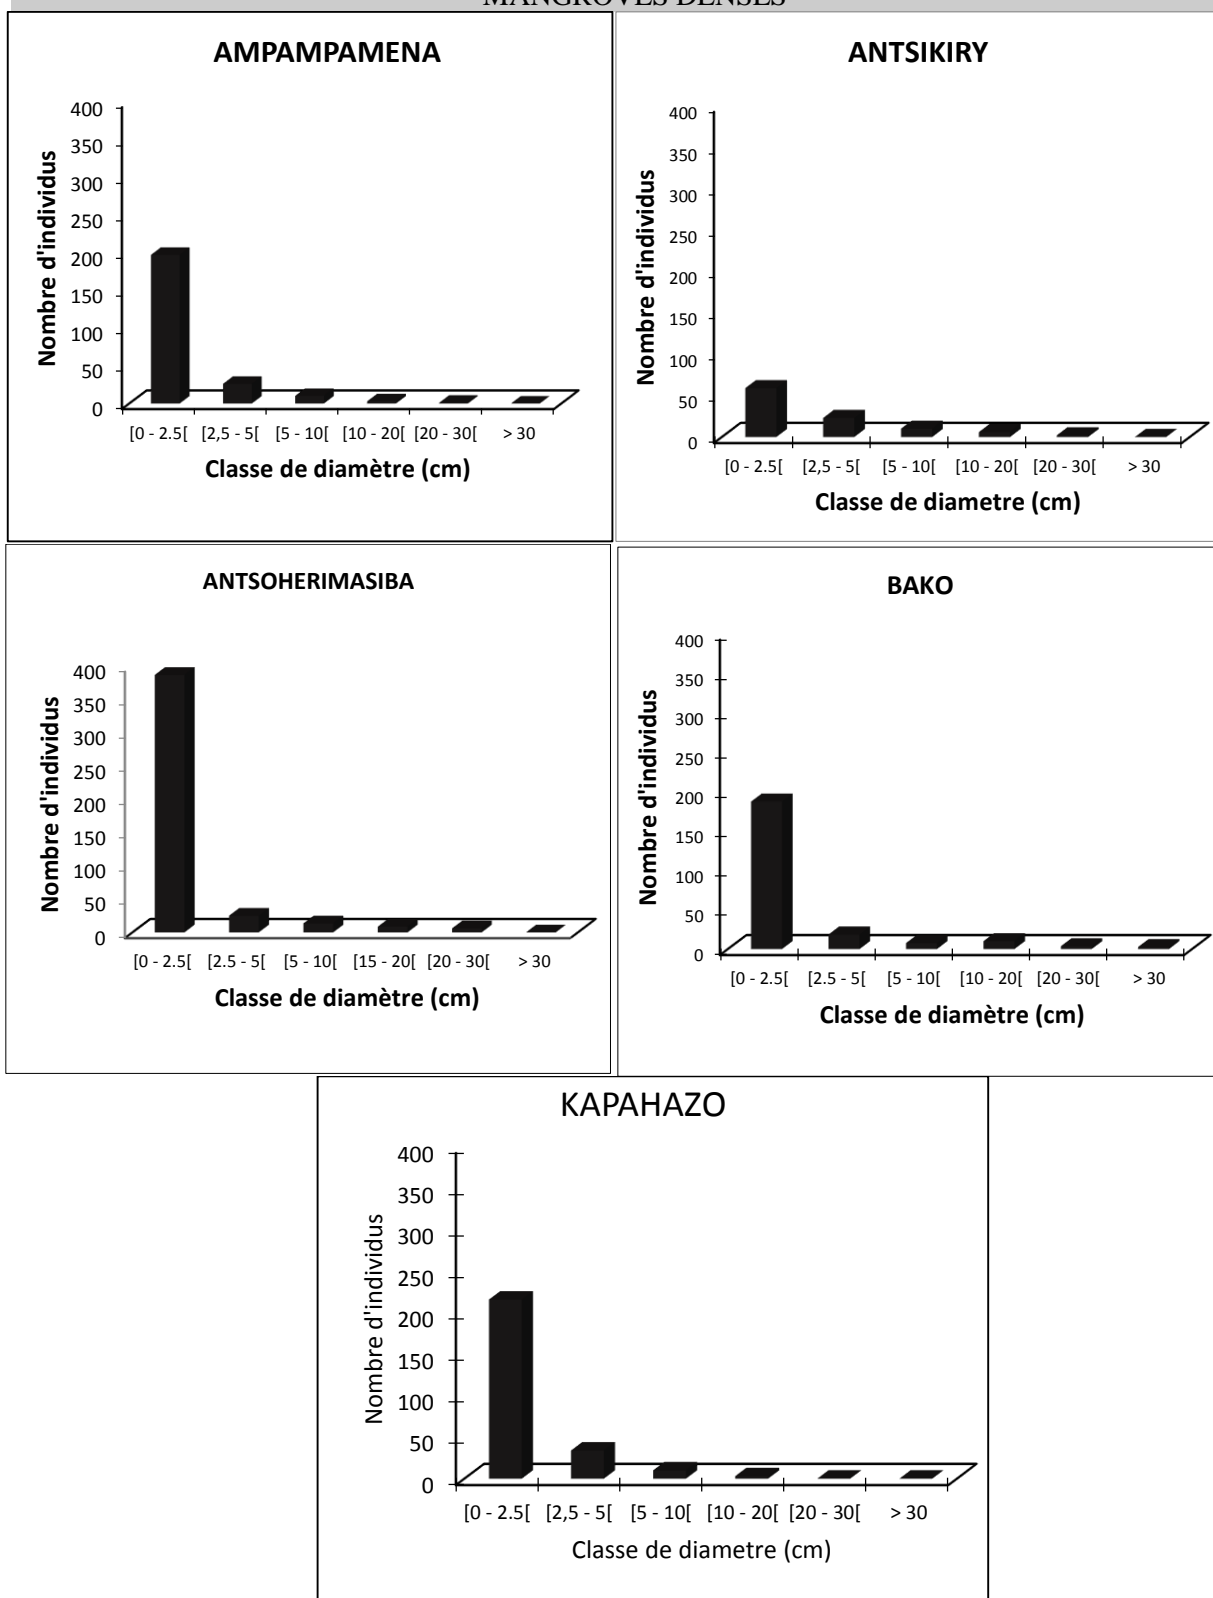 MANGROVES DENSES
AMPAMPAMENA
Nombre d'individus
400
350
300
250
200
150
100
50
0
[0 - 2.5[ [2,5 - 5[ [5 - 10[ [10 - 20[ [20 - 30[ > 30
Classe de diamètre (cm)
ANTSIKIRY
Nombre d'individus
400
350
300
250
200
150
100
50
0
[0 - 2.5[ [2,5 - 5[ [5 - 10[ [10 - 20[ [20 - 30[ > 30
Classe de diametre (cm)
ANTSOHERIMASIBA
Nombre d'individus
400
350
300
250
200
150
100
50
0
[0 - 2.5[ [2.5 - 5[ [5 - 10[ [15 - 20[ [20 - 30[ > 30
Classe de diamètre (cm)
BAKO
Nombre d'individus
400
350
300
250
200
150
100
50
0
[0 - 2.5[ [2.5 - 5[ [5 - 10[ [10 - 20[ [20 - 30[ > 30
Classe de diamètre (cm)
KAPAHAZO
Nombre d'individus
400
350
300
250
200
150
100
50
0
[0 - 2.5[ [2,5 - 5[ [5 - 10[ [10 - 20[ [20 - 30[ > 30
Classe de diametre (cm)